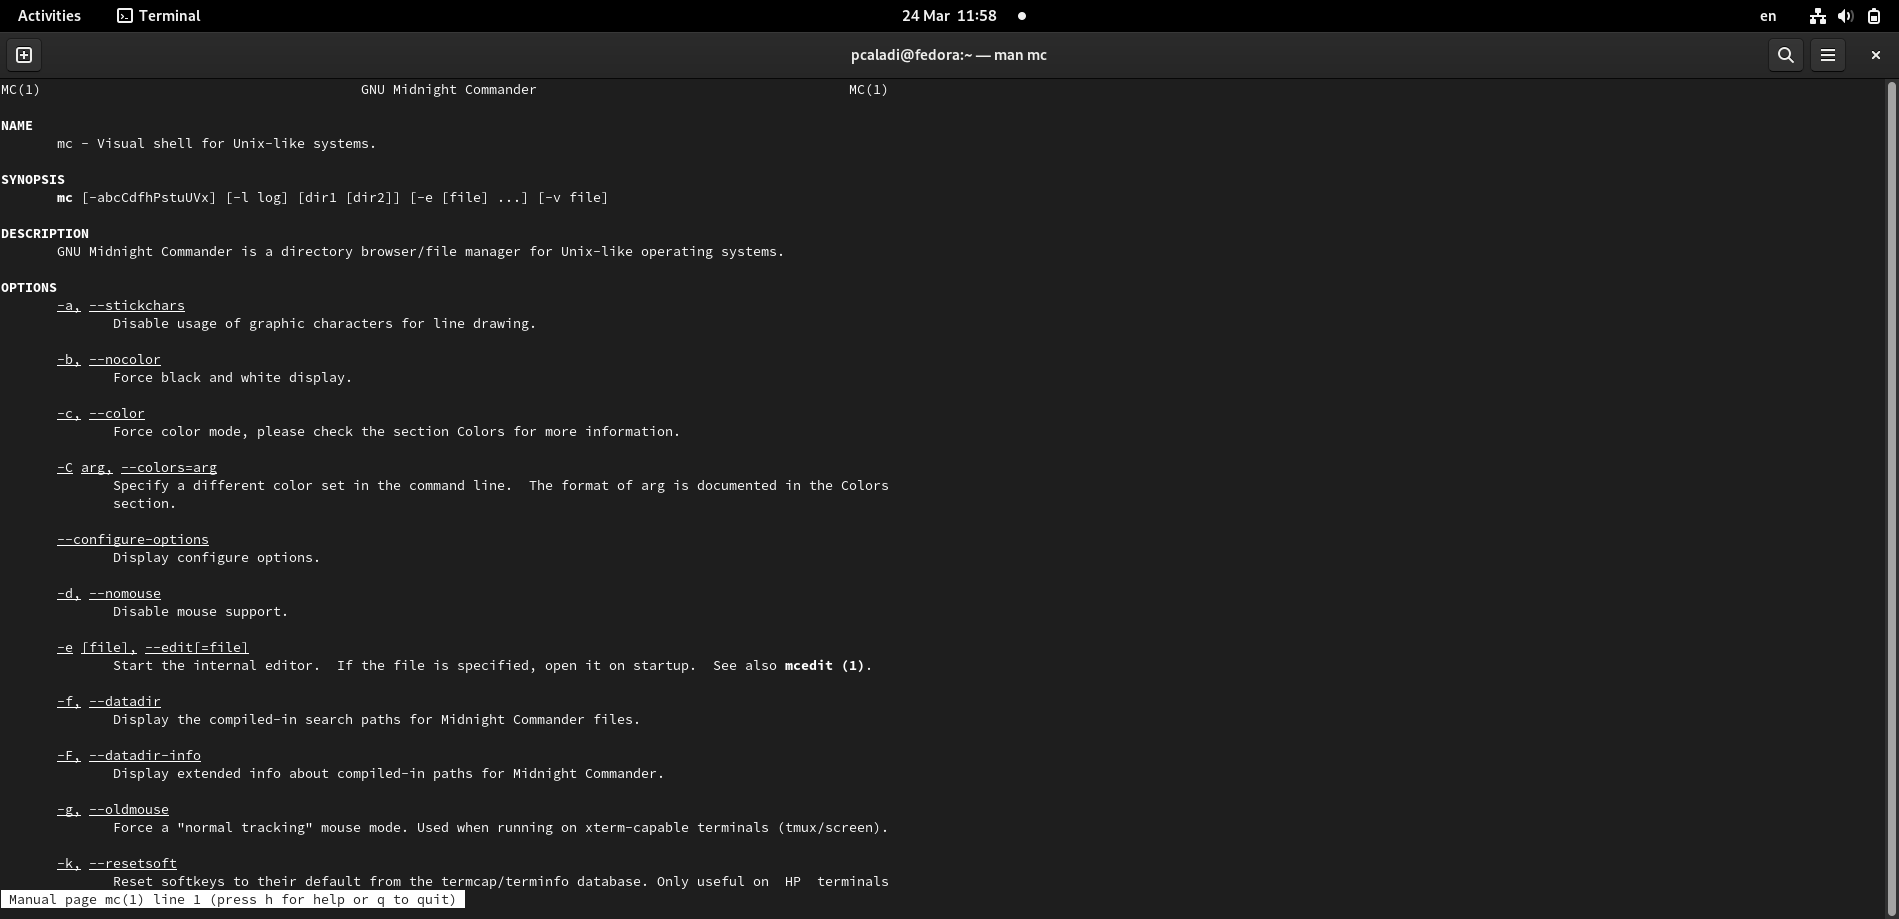 Activities Terminal 24 Mar 11:58 en
pcaladi@fedora:~ — man mc
MC(1) GNU Midnight Commander MC(1)
NAME
mc - Visual shell for Unix-like systems.
SYNOPSIS
mc [-abcCdfhPstuUVx] [-l log] [dir1 [dir2]] [-e [file] ...] [-v file]
DESCRIPTION
GNU Midnight Commander is a directory browser/file manager for Unix-like operating systems.
OPTIONS
-a, --stickchars
Disable usage of graphic characters for line drawing.
-b, --nocolor
Force black and white display.
-c, --color
Force color mode, please check the section Colors for more information.
-C arg, --colors=arg
Specify a different color set in the command line.  The format of arg is documented in the Colors
section.
--configure-options
Display configure options.
-d, --nomouse
Disable mouse support.
-e [file], --edit[=file]
Start the internal editor.  If the file is specified, open it on startup.  See also mcedit (1).
-f, --datadir
Display the compiled-in search paths for Midnight Commander files.
-F, --datadir-info
Display extended info about compiled-in paths for Midnight Commander.
-g, --oldmouse
Force a "normal tracking" mouse mode. Used when running on xterm-capable terminals (tmux/screen).
-k, --resetsoft
Reset softkeys to their default from the termcap/terminfo database. Only useful on  HP  terminals
Manual page mc(1) line 1 (press h for help or q to quit)